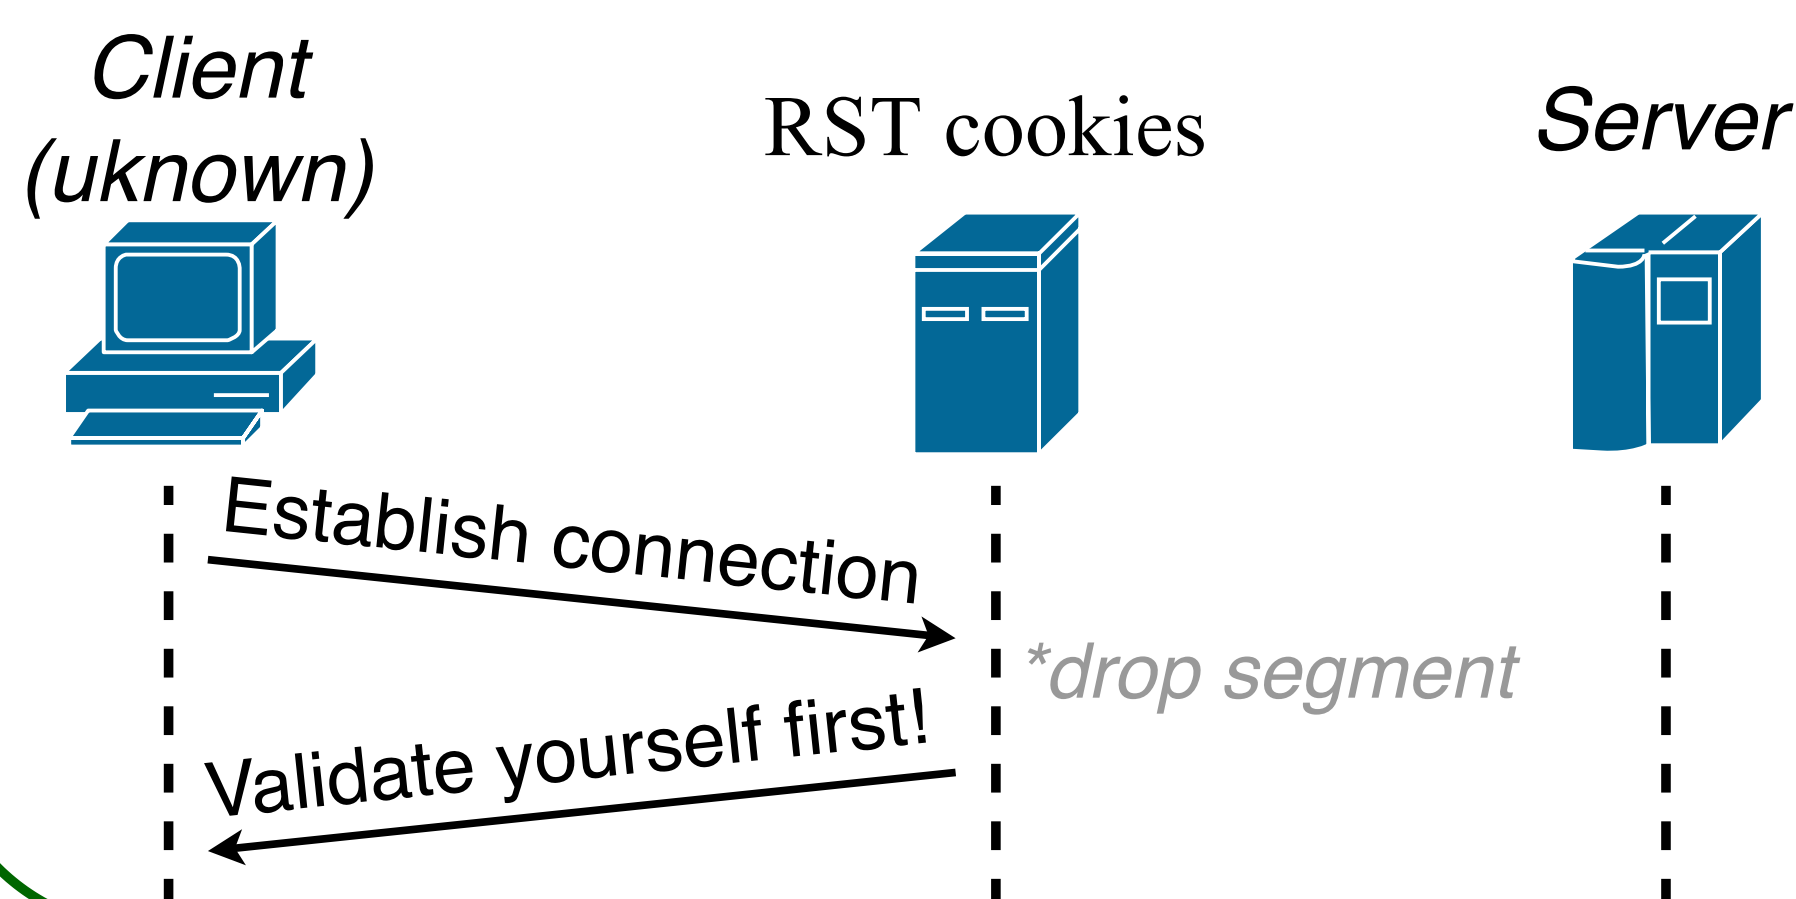 Client
(uknown)
RST cookies
Server
Establish connection
*drop segment
Validate yourself first!